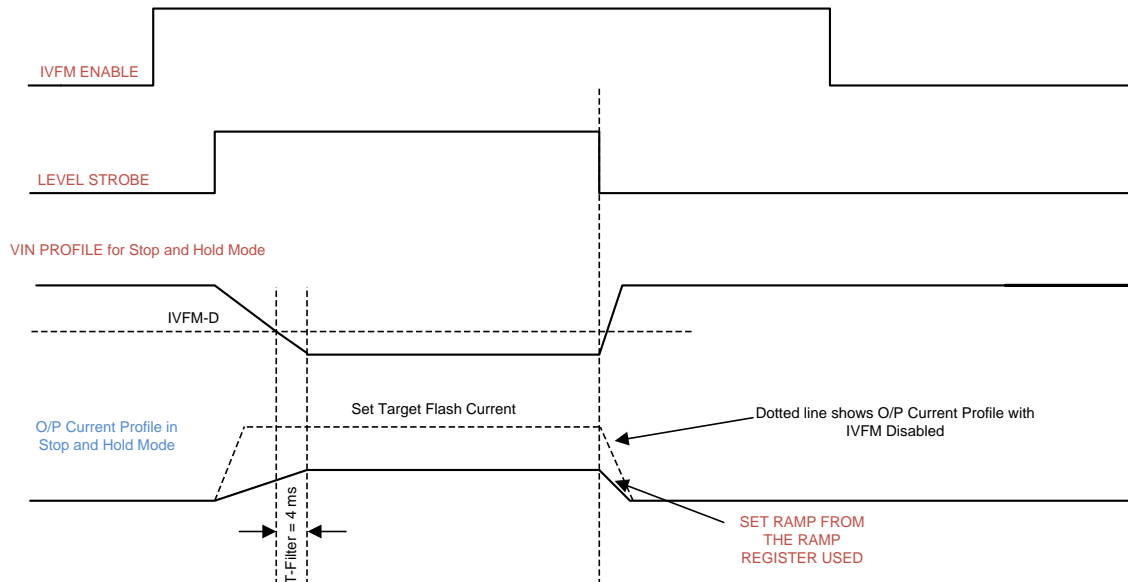 IVFM ENABLE
LEVEL STROBE
VIN PROFILE for Stop and Hold Mode
IVFM-D
Set Target Flash Current
O/P Current Profile in
Stop and Hold Mode
Dotted line shows O/P Current Profile with
IVFM Disabled
T-Filter = 4 ms
SET RAMP FROM
THE RAMP
REGISTER USED